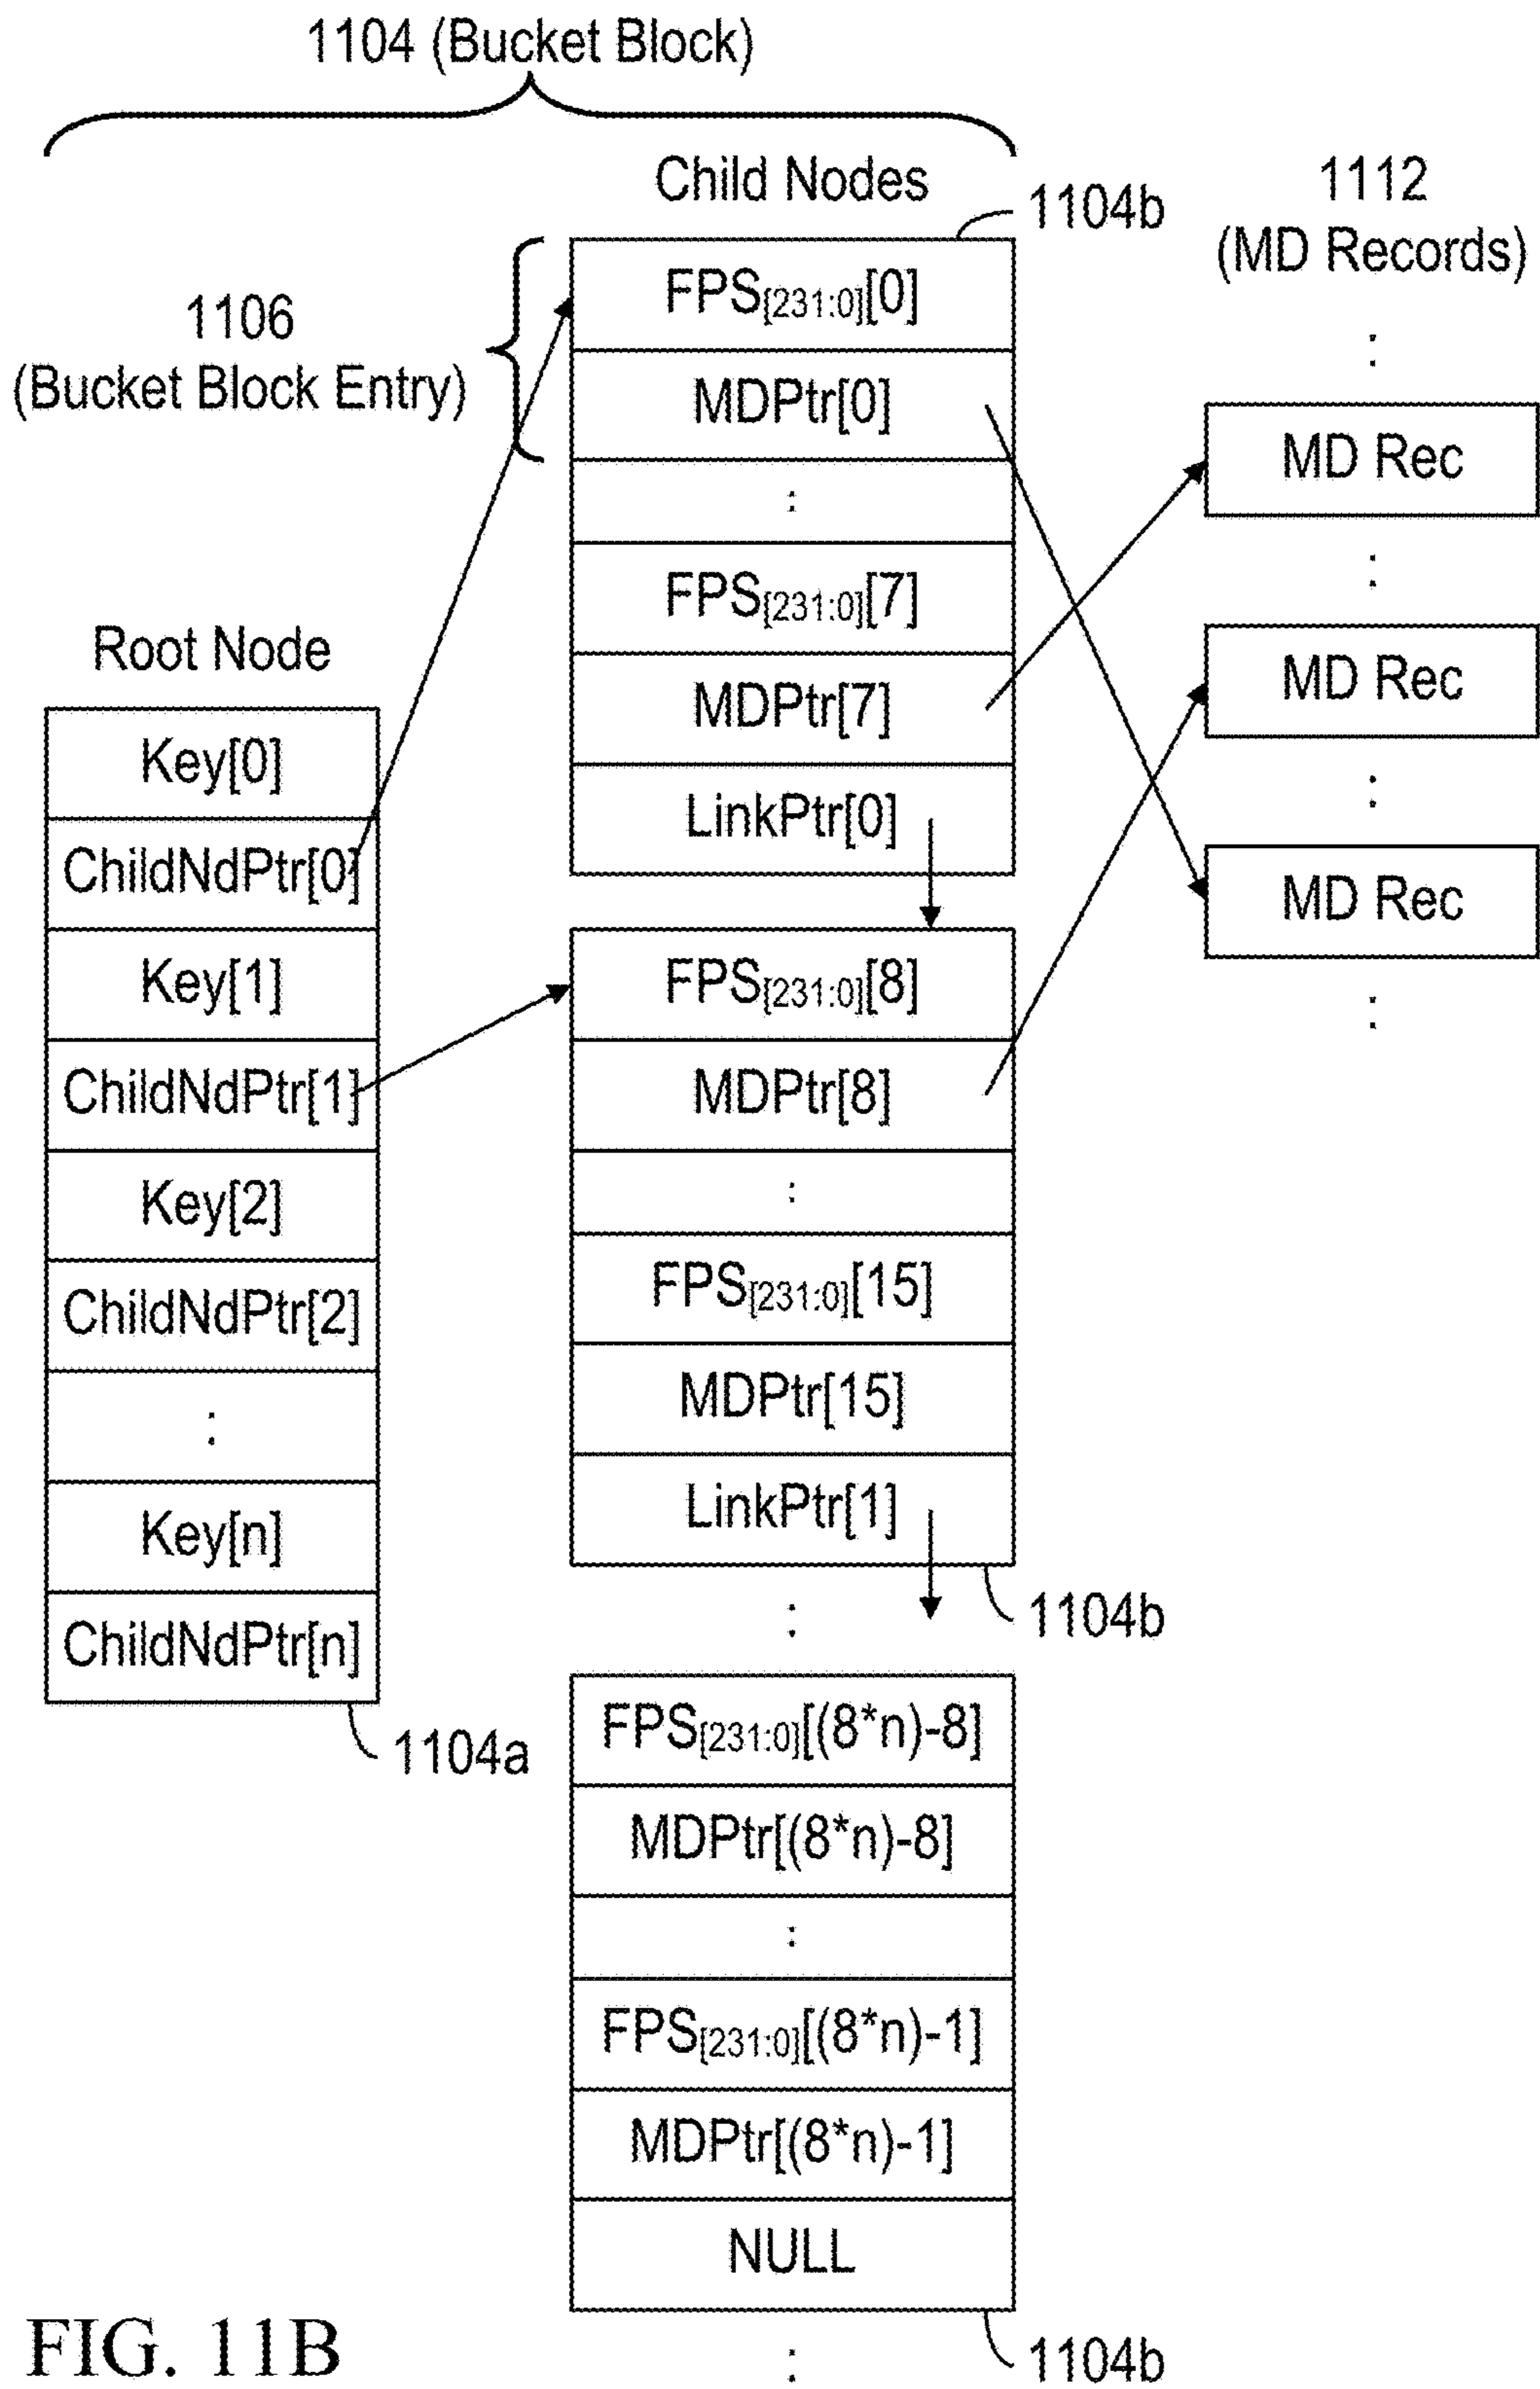 1104 (Bucket Block)
Child Nodes
1104b
1112
(MD Records)
1106
(Bucket Block Entry)
FPS[231:0][0]
MDPtr[0]
:
FPS[231:0][7]
MDPtr[7]
LinkPtr[0]
:
MD Rec
:
MD Rec
:
MD Rec
:
Root Node
Key[0]
ChildNdPtr[0]
Key[1]
ChildNdPtr[1]
Key[2]
ChildNdPtr[2]
:
Key[n]
ChildNdPtr[n]
1104a
FPS[231:0][8]
MDPtr[8]
:
FPS[231:0][15]
MDPtr[15]
LinkPtr[1]
1104b
:
FPS[231:0][(8*n)-8]
MDPtr[(8*n)-8]
:
FPS[231:0][(8*n)-1]
MDPtr[(8*n)-1]
NULL
1104b
:
FIG. 11B